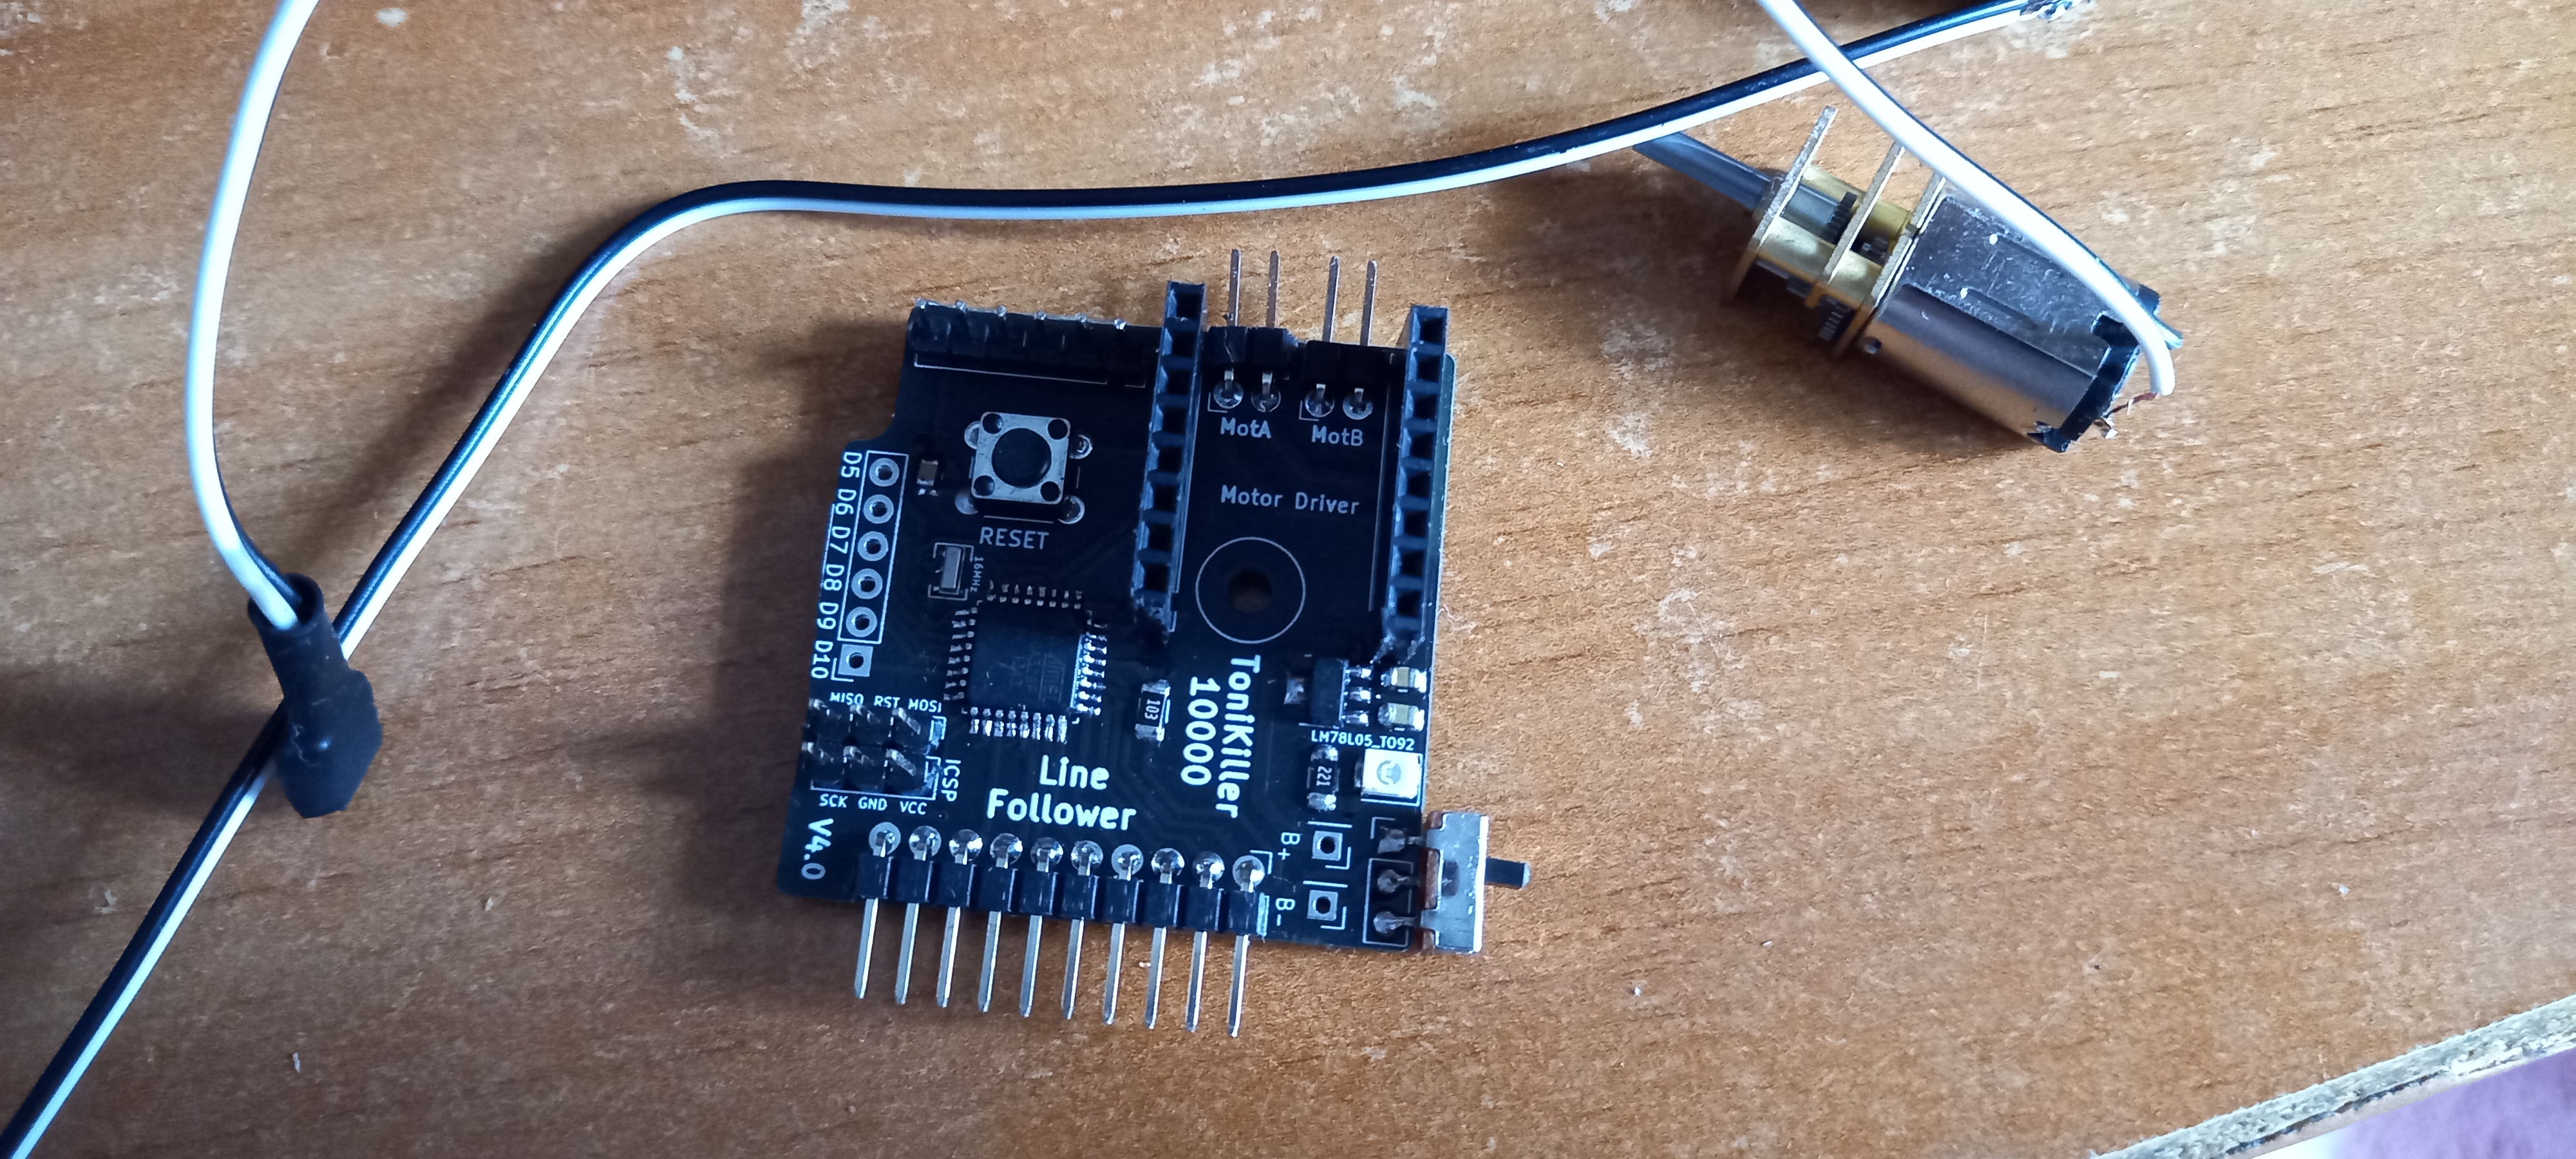 MotA
MotB
Motor Driver
RESET
16MHz
D5 D6 D7 D8 D9 D10
MISO RST MOSI
ICSP
SCK GND VCC
103
ToniKiller
10000
LM78L05_TO92
221
Line
Follower
B+
B-
V4.0